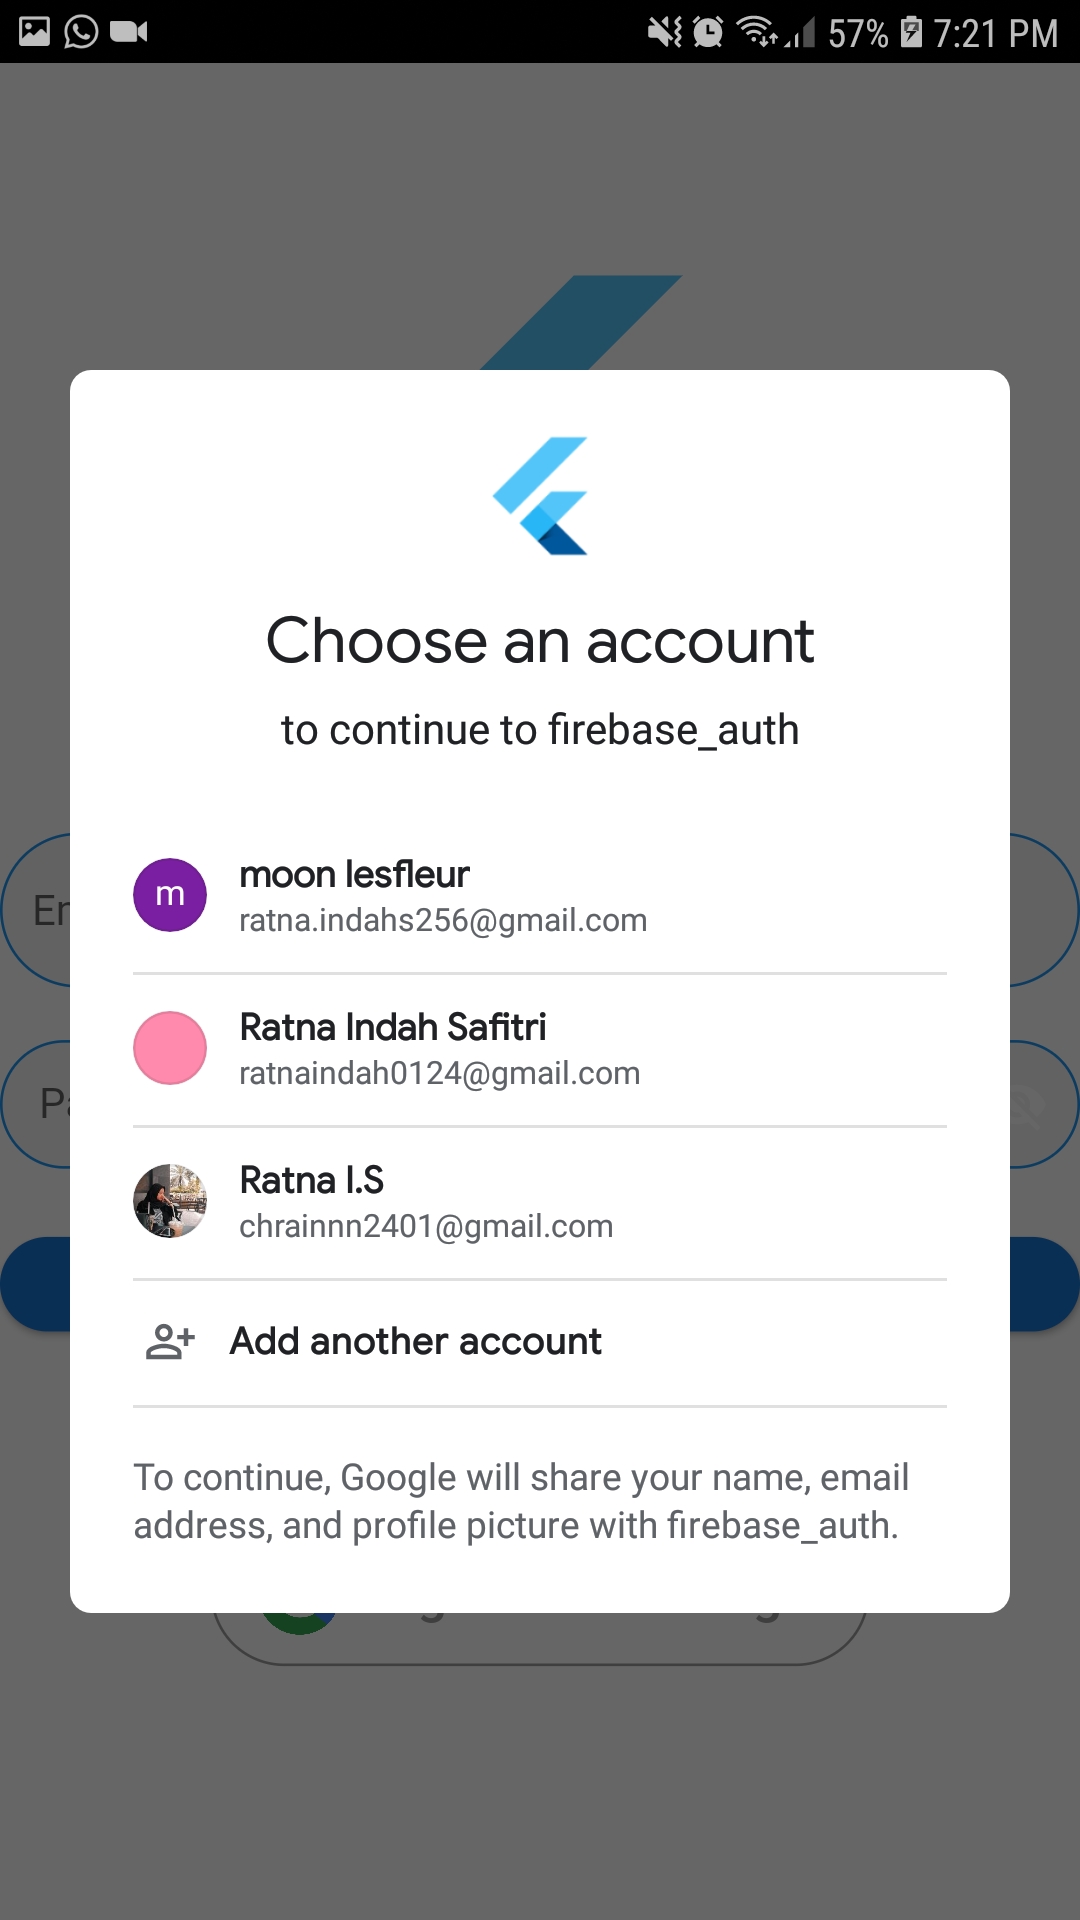 57% 7:21 PM
Choose an account
to continue to firebase_auth
m
moon lesfleur
ratna.indahs256@gmail.com
Ratna Indah Safitri
ratnaindah0124@gmail.com
Ratna I.S
chrainnn2401@gmail.com
Add another account
To continue, Google will share your name, email
address, and profile picture with firebase_auth.